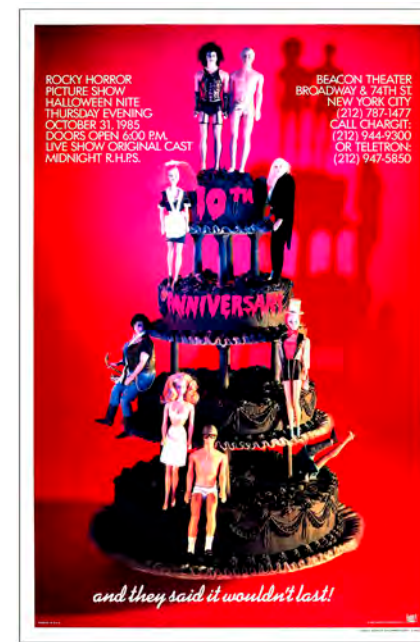 ROCKY HORROR
PICTURE SHOW
HALLOWEEN NITE
THURSDAY EVENING
OCTOBER 31, 1985
DOORS OPEN 6:00 P.M.
LIVE SHOW ORIGINAL CAST
MIDNIGHT R.H.P.S.
BEACON THEATER
BROADWAY & 74TH ST.
NEW YORK CITY
(212) 787-1477
CALL CHARGIT:
(212) 944-9300
OR TELETRON:
(212) 947-5850
10TH
ANNIVERSARY
and they said it wouldn't last!